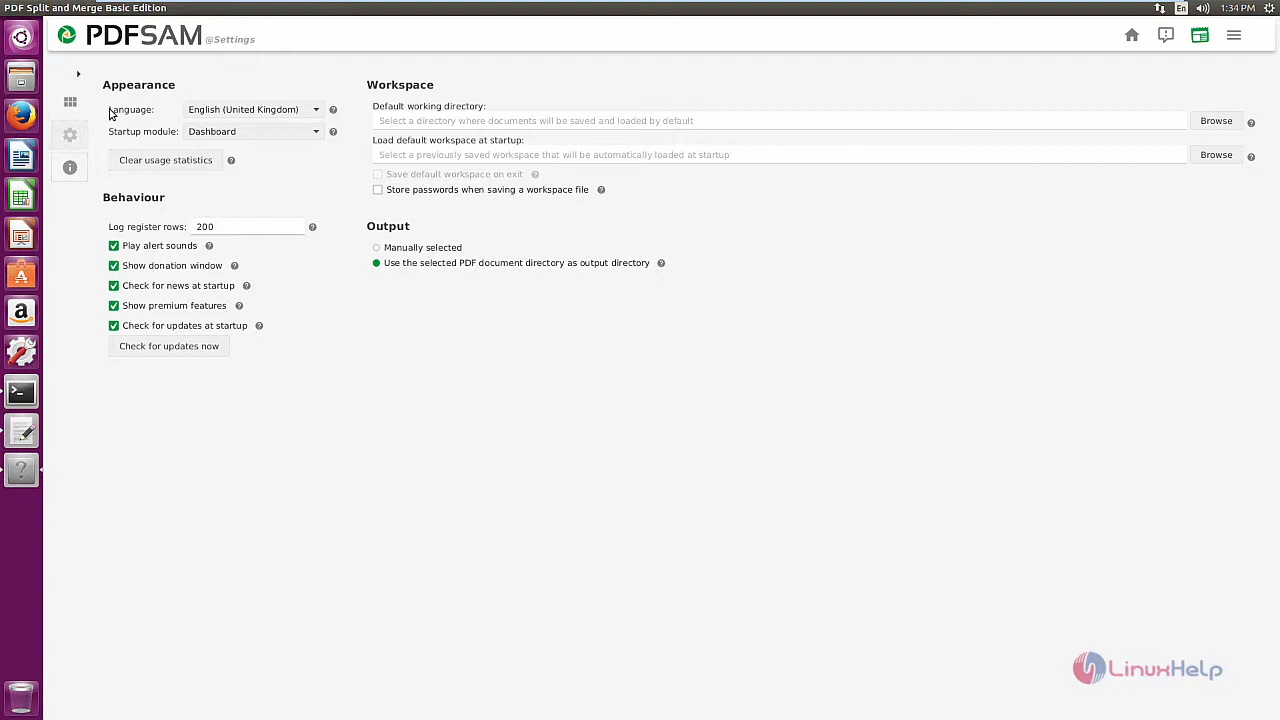 PDF Split and Merge Basic Edition
En
1:34 PM
PDFSAM @Settings
Appearance
Language: English (United Kingdom)
Startup module: Dashboard
Clear usage statistics
Behaviour
Log register rows: 200
Play alert sounds
Show donation window
Check for news at startup
Show premium features
Check for updates at startup
Check for updates now
Workspace
Default working directory:
Select a directory where documents will be saved and loaded by default Browse
Load default workspace at startup:
Select a previously saved workspace that will be automatically loaded at startup Browse
Save default workspace on exit
Store passwords when saving a workspace file
Output
Manually selected
Use the selected PDF document directory as output directory
LinuxHelp